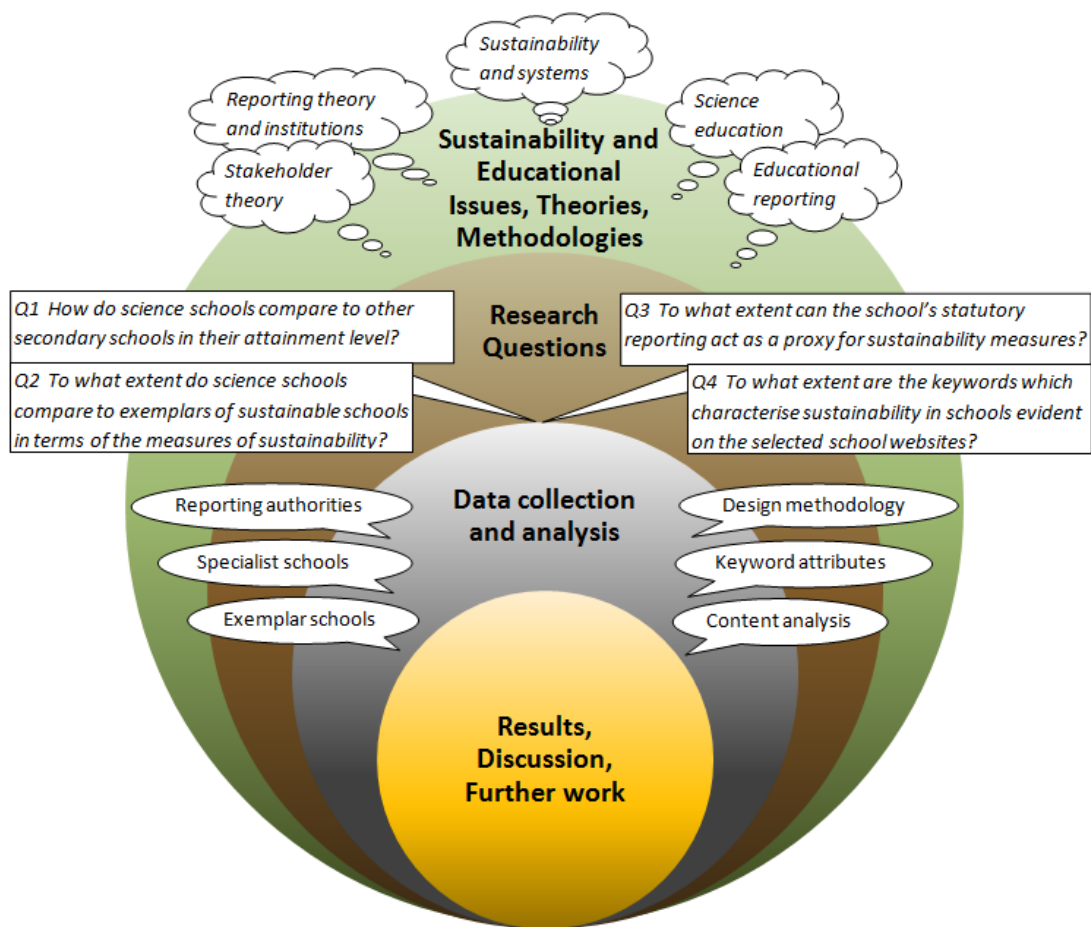 Sustainability
and systems
Reporting theory
and institutions
Science
education
Stakeholder
theory
Educational
reporting
Sustainability and
Educational
Issues, Theories,
Methodologies
Q1 How do science schools compare to other
secondary schools in their attainment level?
Q2 To what extent do science schools
compare to exemplars of sustainable schools
in terms of the measures of sustainability?
Research
Questions
Q3 To what extent can the school's statutory
reporting act as a proxy for sustainability measures?
Q4 To what extent are the keywords which
characterise sustainability in schools evident
on the selected school websites?
Data collection
and analysis
Reporting authorities
Specialist schools
Exemplar schools
Design methodology
Keyword attributes
Content analysis
Results,
Discussion,
Further work